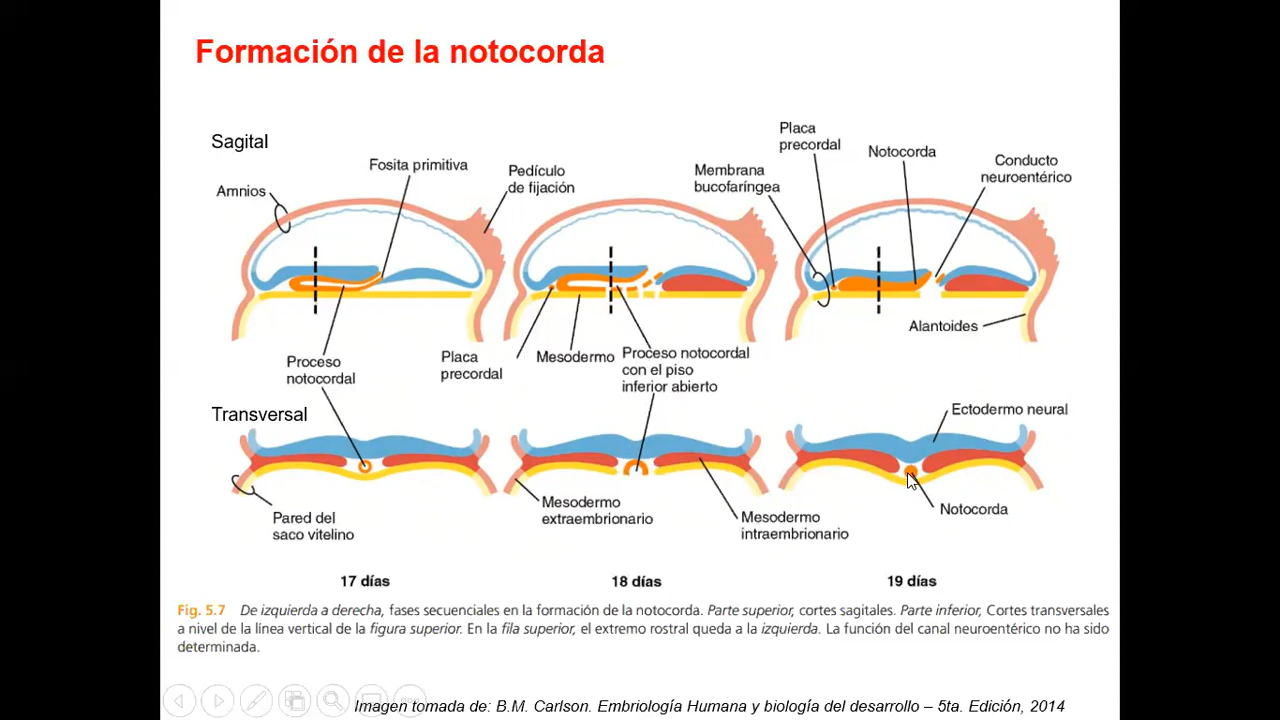 Formación de la notocorda
Sagital
Amnios
Fosita primitiva
Pedículo
de fijación
Membrana
bucofaríngea
Placa
precordal
Notocorda
Conducto
neuroentérico
Proceso
notocordal
Placa
precordal
Mesodermo
Proceso notocordal
con el piso
inferior abierto
Alantoides
Transversal
Ectodermo neural
Pared del
saco vitelino
Mesodermo
extraembrionario
Mesodermo
intraembrionario
Notocorda
17 días
18 días
19 días
Fig. 5.7 De izquierda a derecha, fases secuenciales en la formación de la notocorda. Parte superior, cortes sagitales. Parte inferior, Cortes transversales
a nivel de la línea vertical de la figura superior. En la fila superior, el extremo rostral queda a la izquierda. La función del canal neuroentérico no ha sido
determinada.
Imagen tomada de: B.M. Carlson. Embriología Humana y biología del desarrollo – 5ta. Edición, 2014